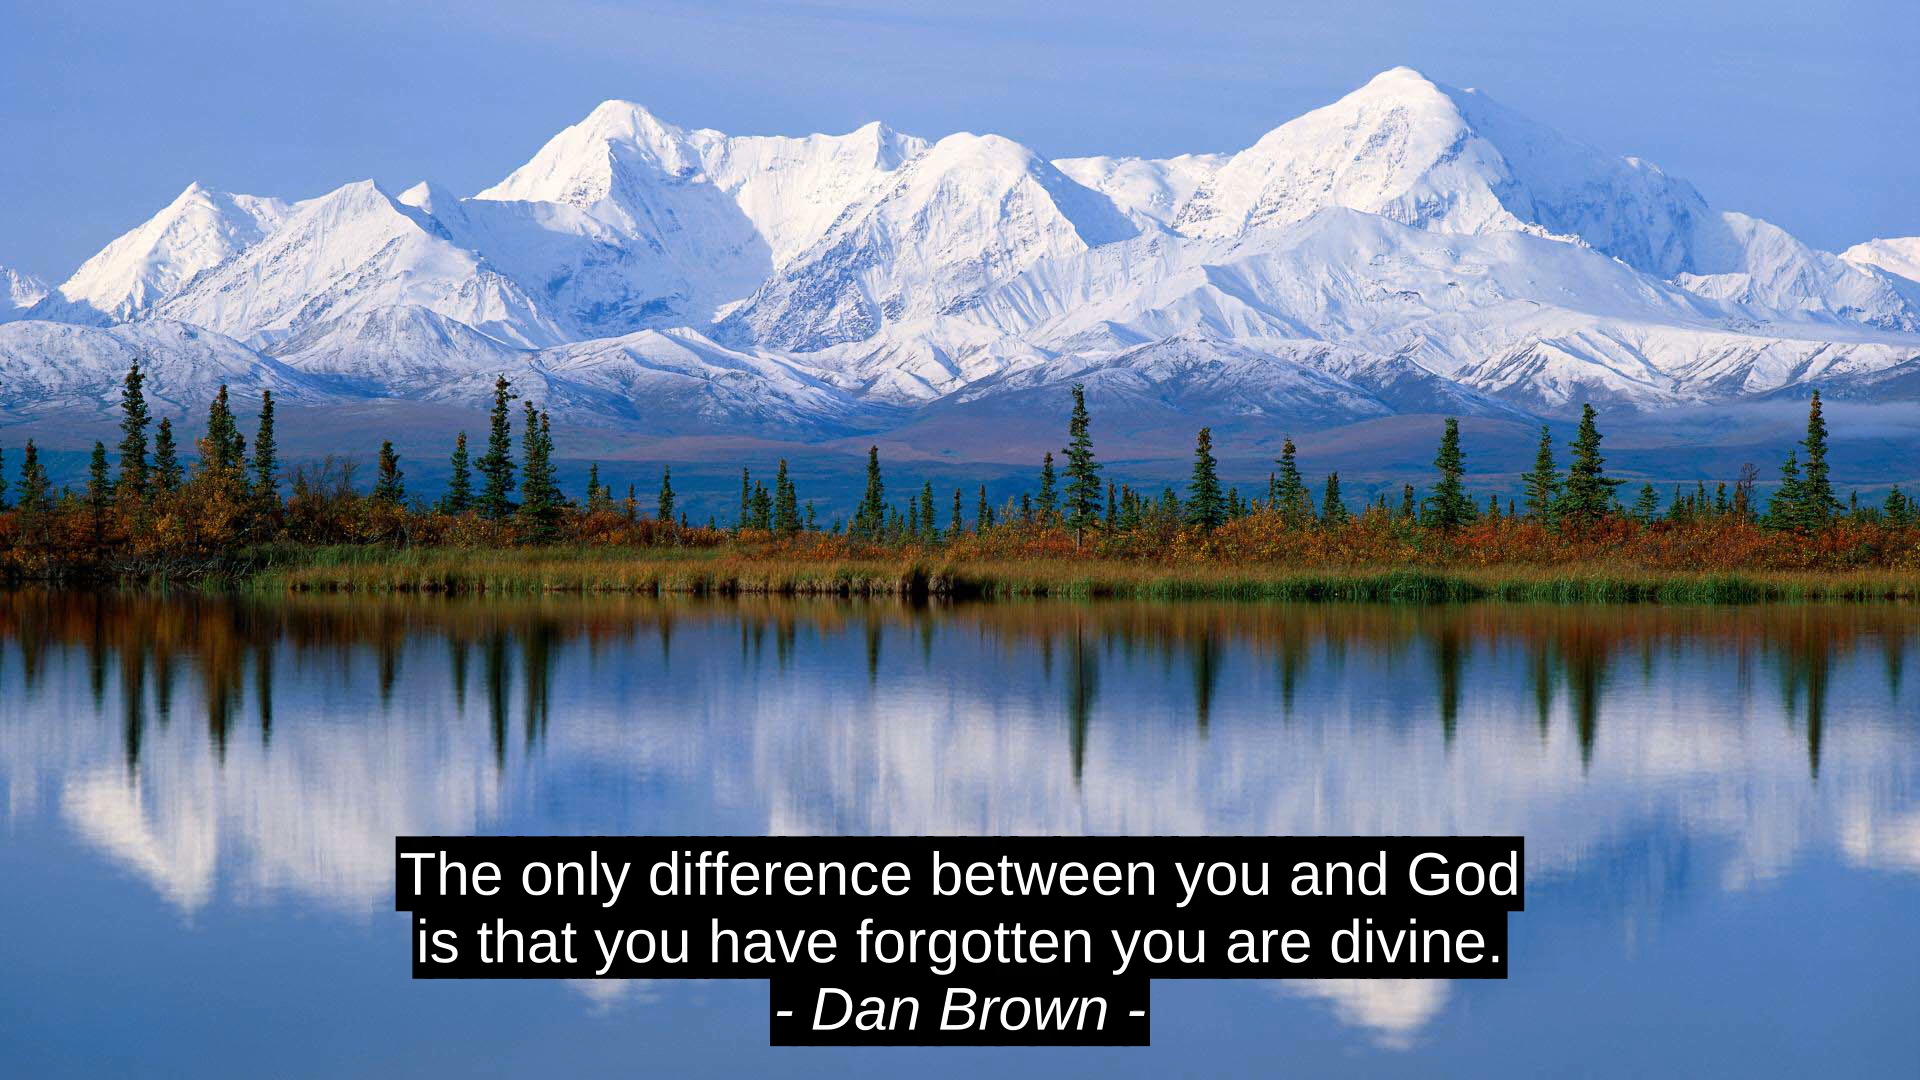 The only difference between you and God
is that you have forgotten you are divine.
- Dan Brown -